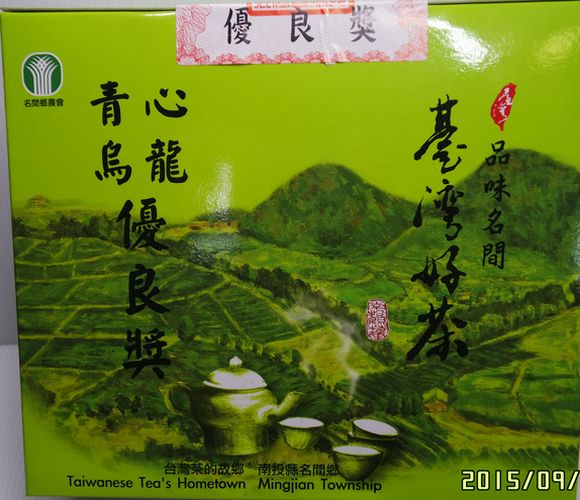 優良獎
名間鄉農會
青心
烏龍
優良獎
臺灣
品味名間
臺灣好茶
台灣茶的故鄉 南投縣名間鄉
Taiwanese Tea's Hometown Mingjian Township
2015/09/